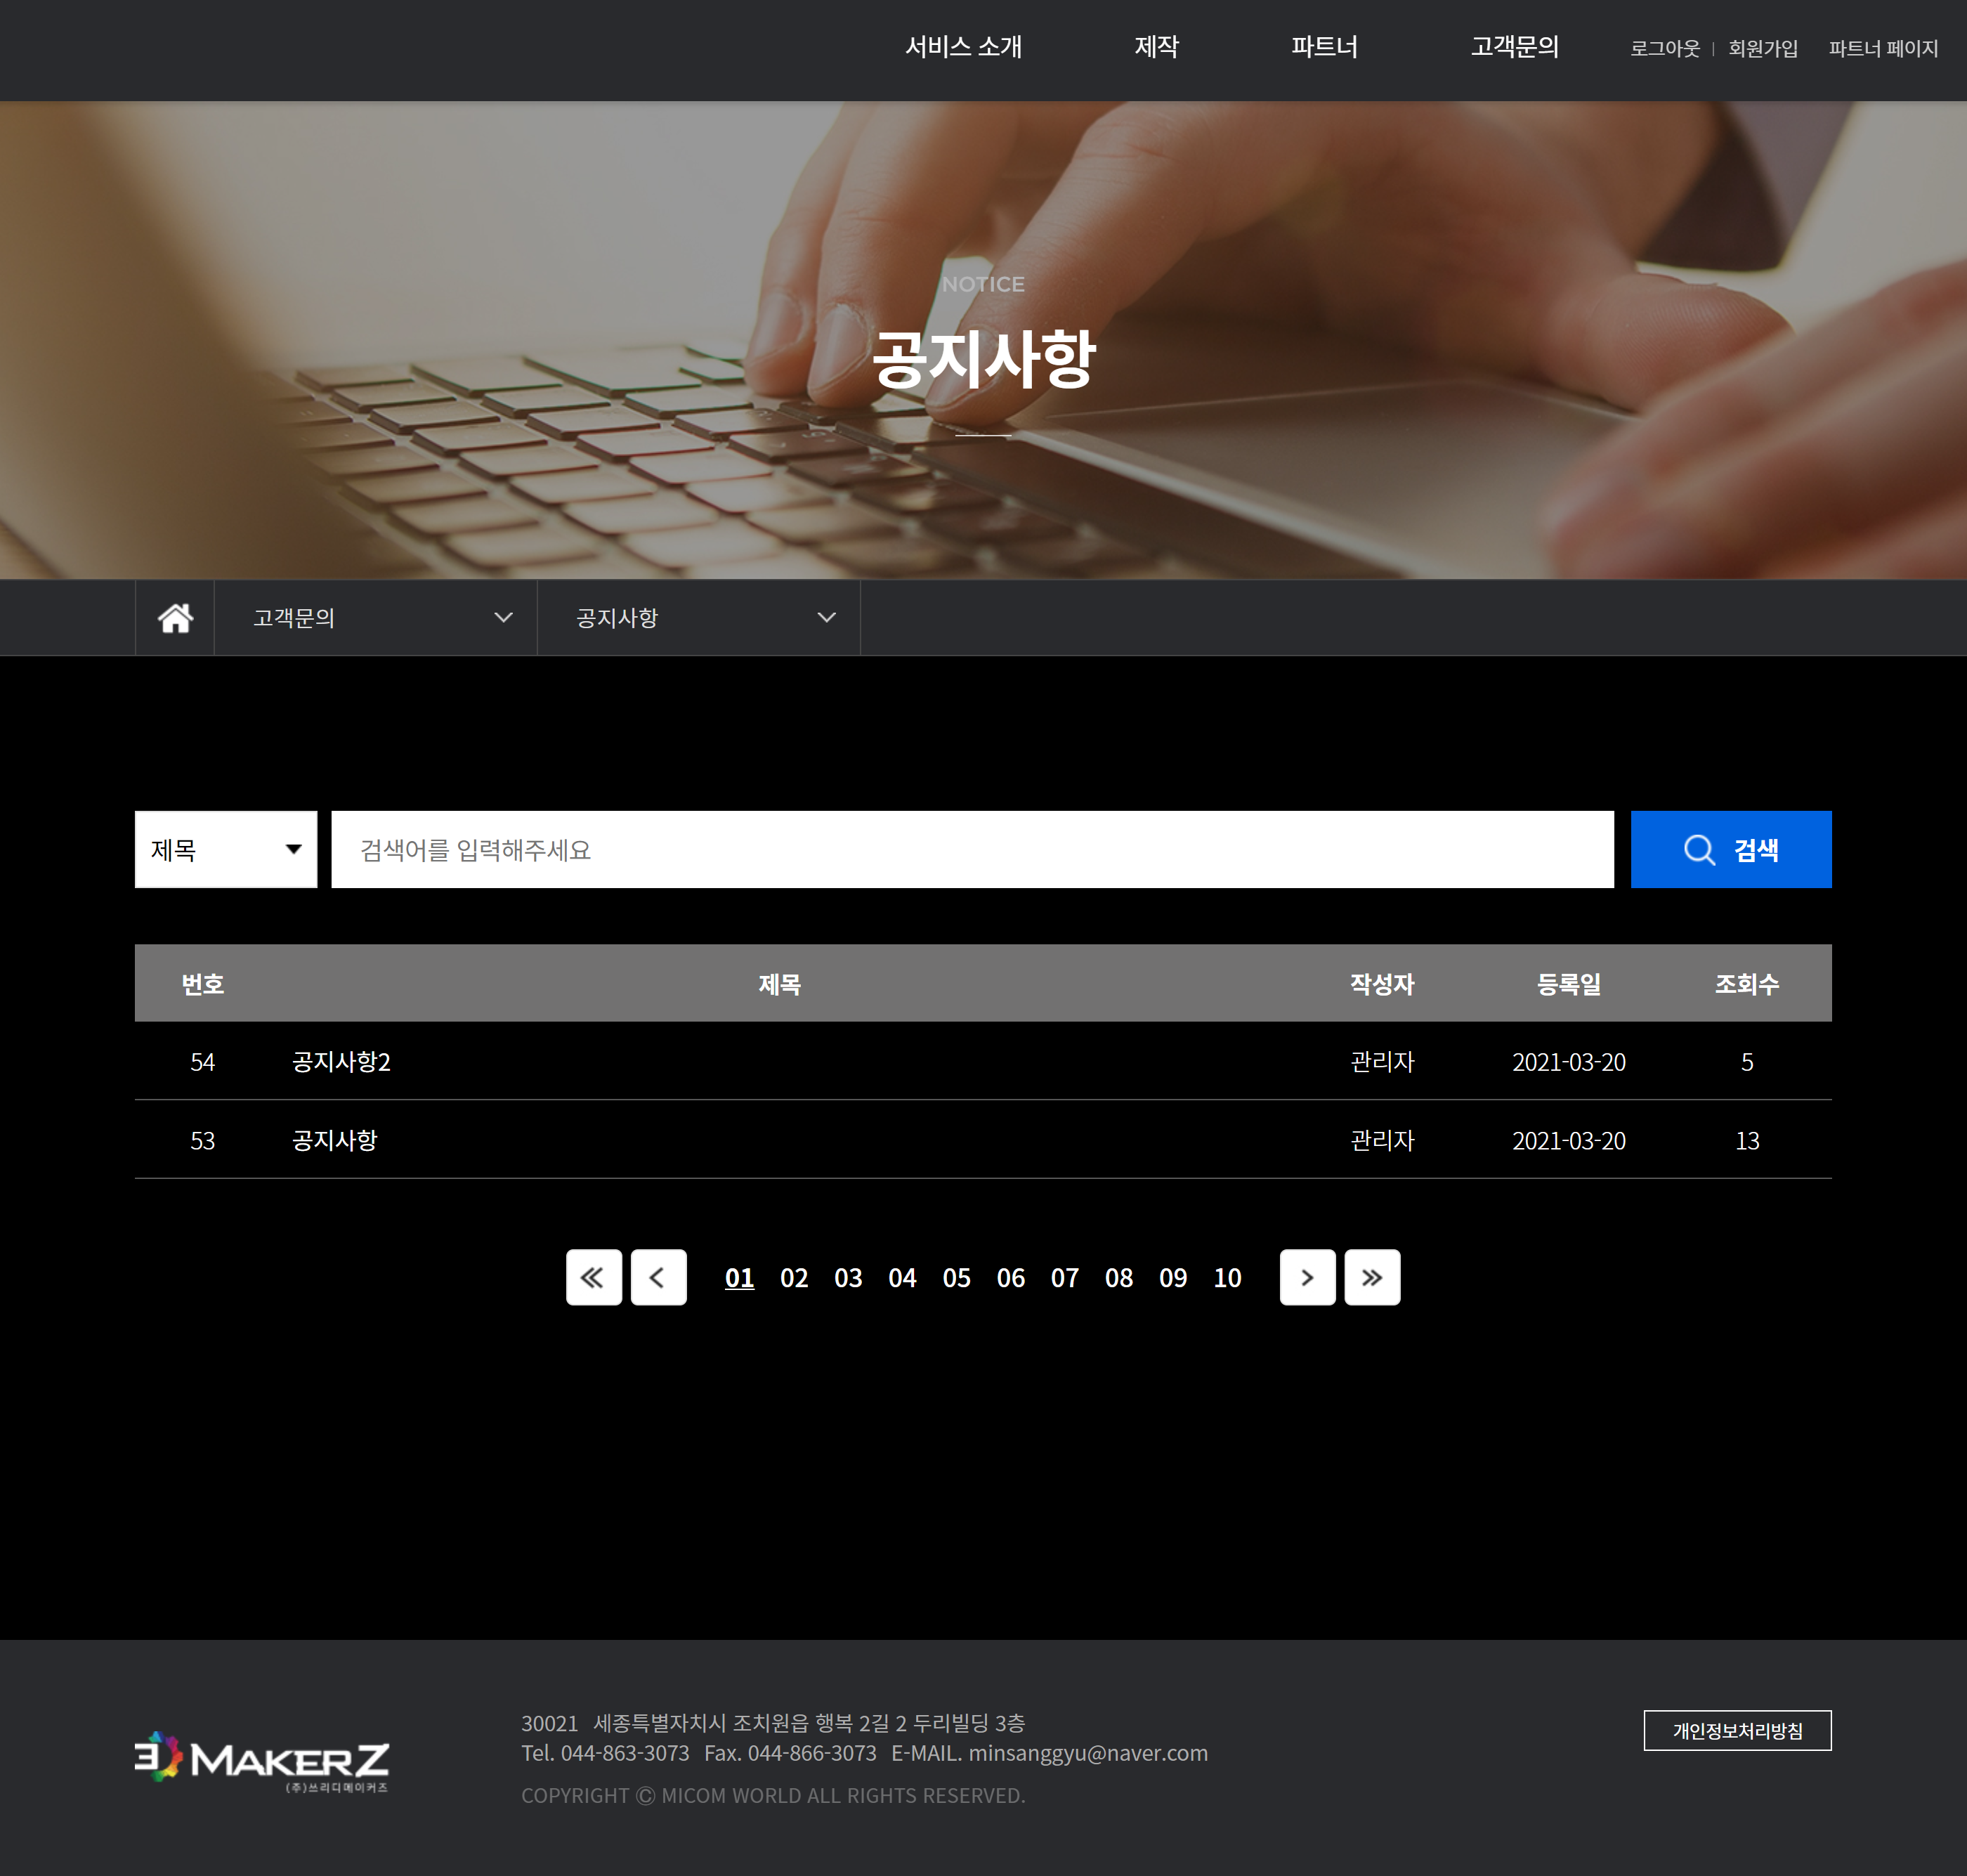 서비스 소개 제작 파트너 고객문의 로그아웃 | 회원가입 파트너 페이지
NOTICE
공지사항
고객문의 공지사항
제목 검색어를 입력해주세요 검색
번호 제목 작성자 등록일 조회수
54 공지사항2 관리자 2021-03-20 5
53 공지사항 관리자 2021-03-20 13
01 02 03 04 05 06 07 08 09 10
30021 세종특별자치시 조치원읍 행복 2길 2 두리빌딩 3층
Tel. 044-863-3073 Fax. 044-866-3073 E-MAIL. minsanggyu@naver.com
COPYRIGHT Ⓒ MICOM WORLD ALL RIGHTS RESERVED.
3D MAKERZ
(주)쓰리디메이커즈
개인정보처리방침